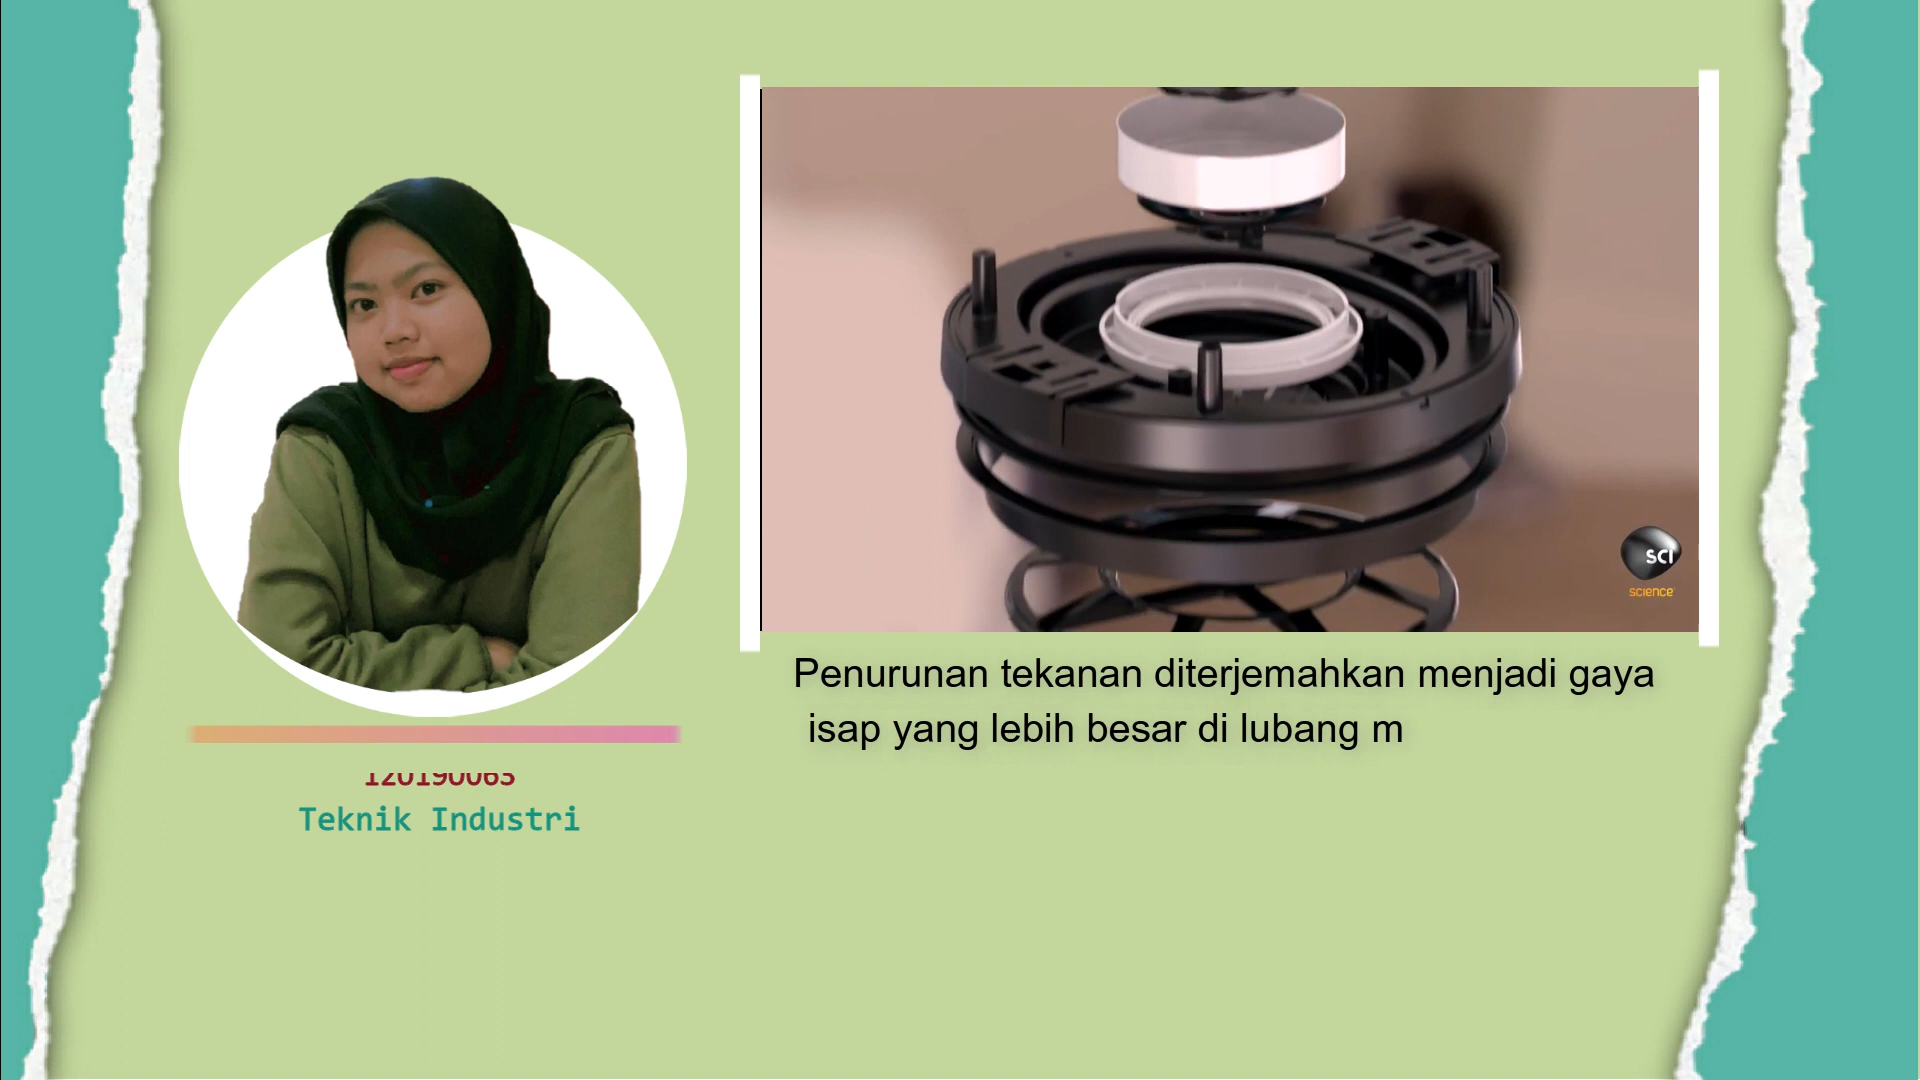 SCI
SCIENCE
Penurunan tekanan diterjemahkan menjadi gaya
isap yang lebih besar di lubang m
Teknik Industri